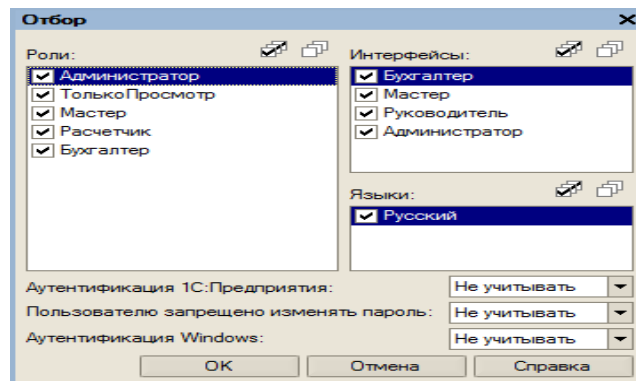 Отбор
Роли:
Администратор
ТолькоПросмотр
Мастер
Расчетчик
Бухгалтер
Интерфейсы:
Бухгалтер
Мастер
Руководитель
Администратор
Языки:
Русский
Аутентификация 1С:Предприятия: Не учитывать
Пользователю запрещено изменять пароль: Не учитывать
Аутентификация Windows: Не учитывать
OK Отмена Справка